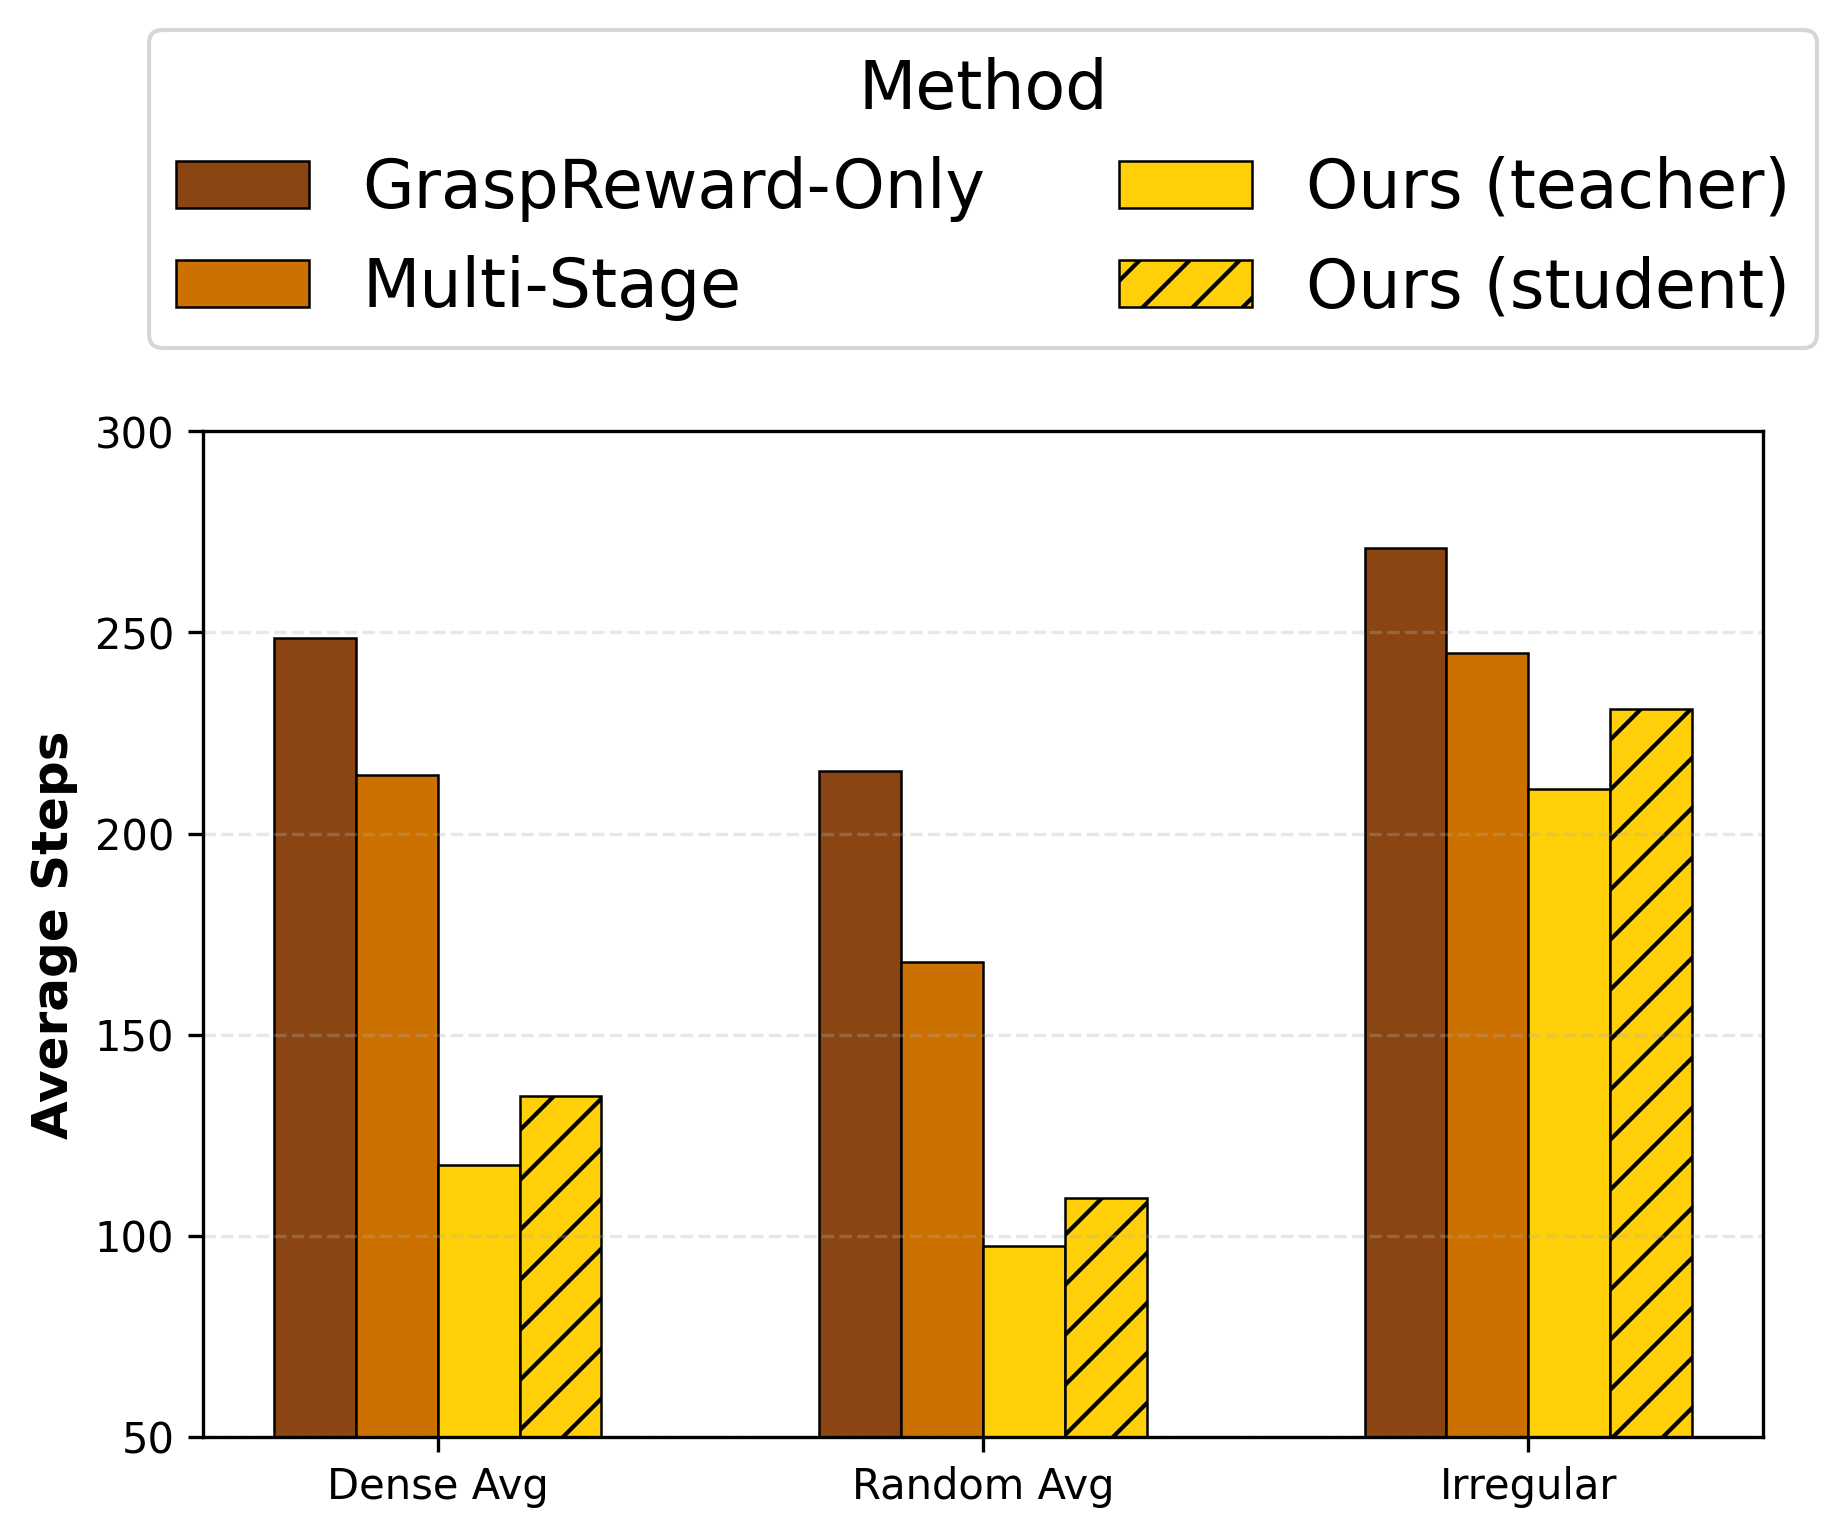 Method
GraspReward-Only
Multi-Stage
Ours (teacher)
Ours (student)
Average Steps
300
250
200
150
100
50
Dense Avg
Random Avg
Irregular